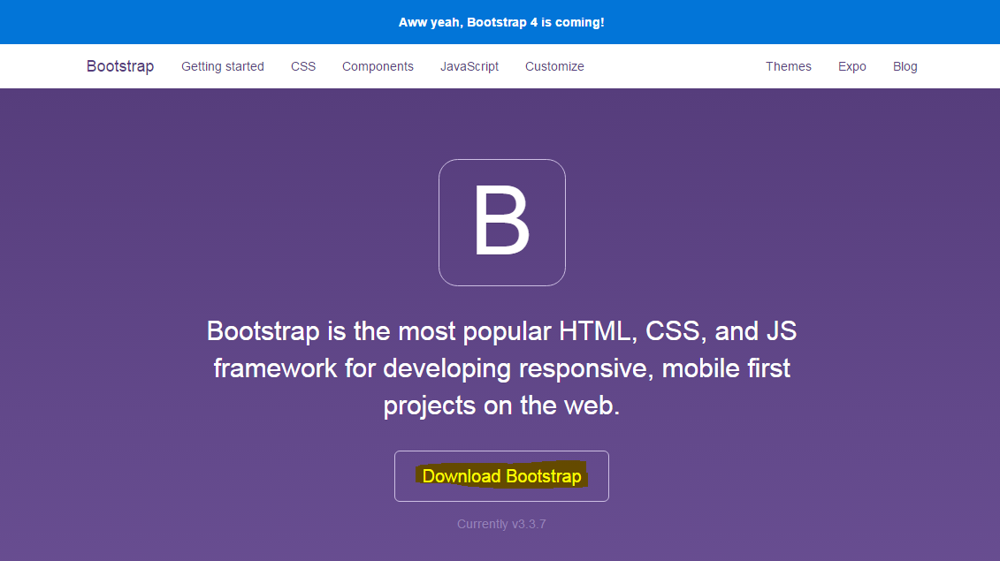 Aww yeah, Bootstrap 4 is coming!
Bootstrap Getting started CSS Components JavaScript Customize Themes Expo Blog
B
Bootstrap is the most popular HTML, CSS, and JS
framework for developing responsive, mobile first
projects on the web.
Download Bootstrap
Currently v3.3.7